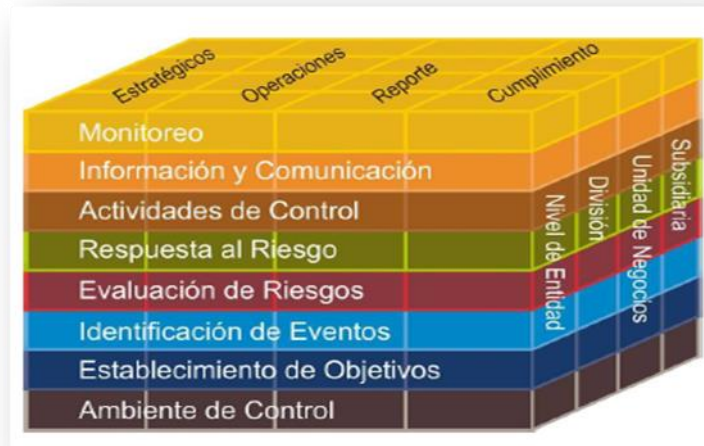 Estratégicos
Operaciones
Reporte
Cumplimiento
Monitoreo
Información y Comunicación
Actividades de Control
Respuesta al Riesgo
Evaluación de Riesgos
Identificación de Eventos
Establecimiento de Objetivos
Ambiente de Control
Nivel de Entidad
División
Unidad de Negocios
Subsidiaria